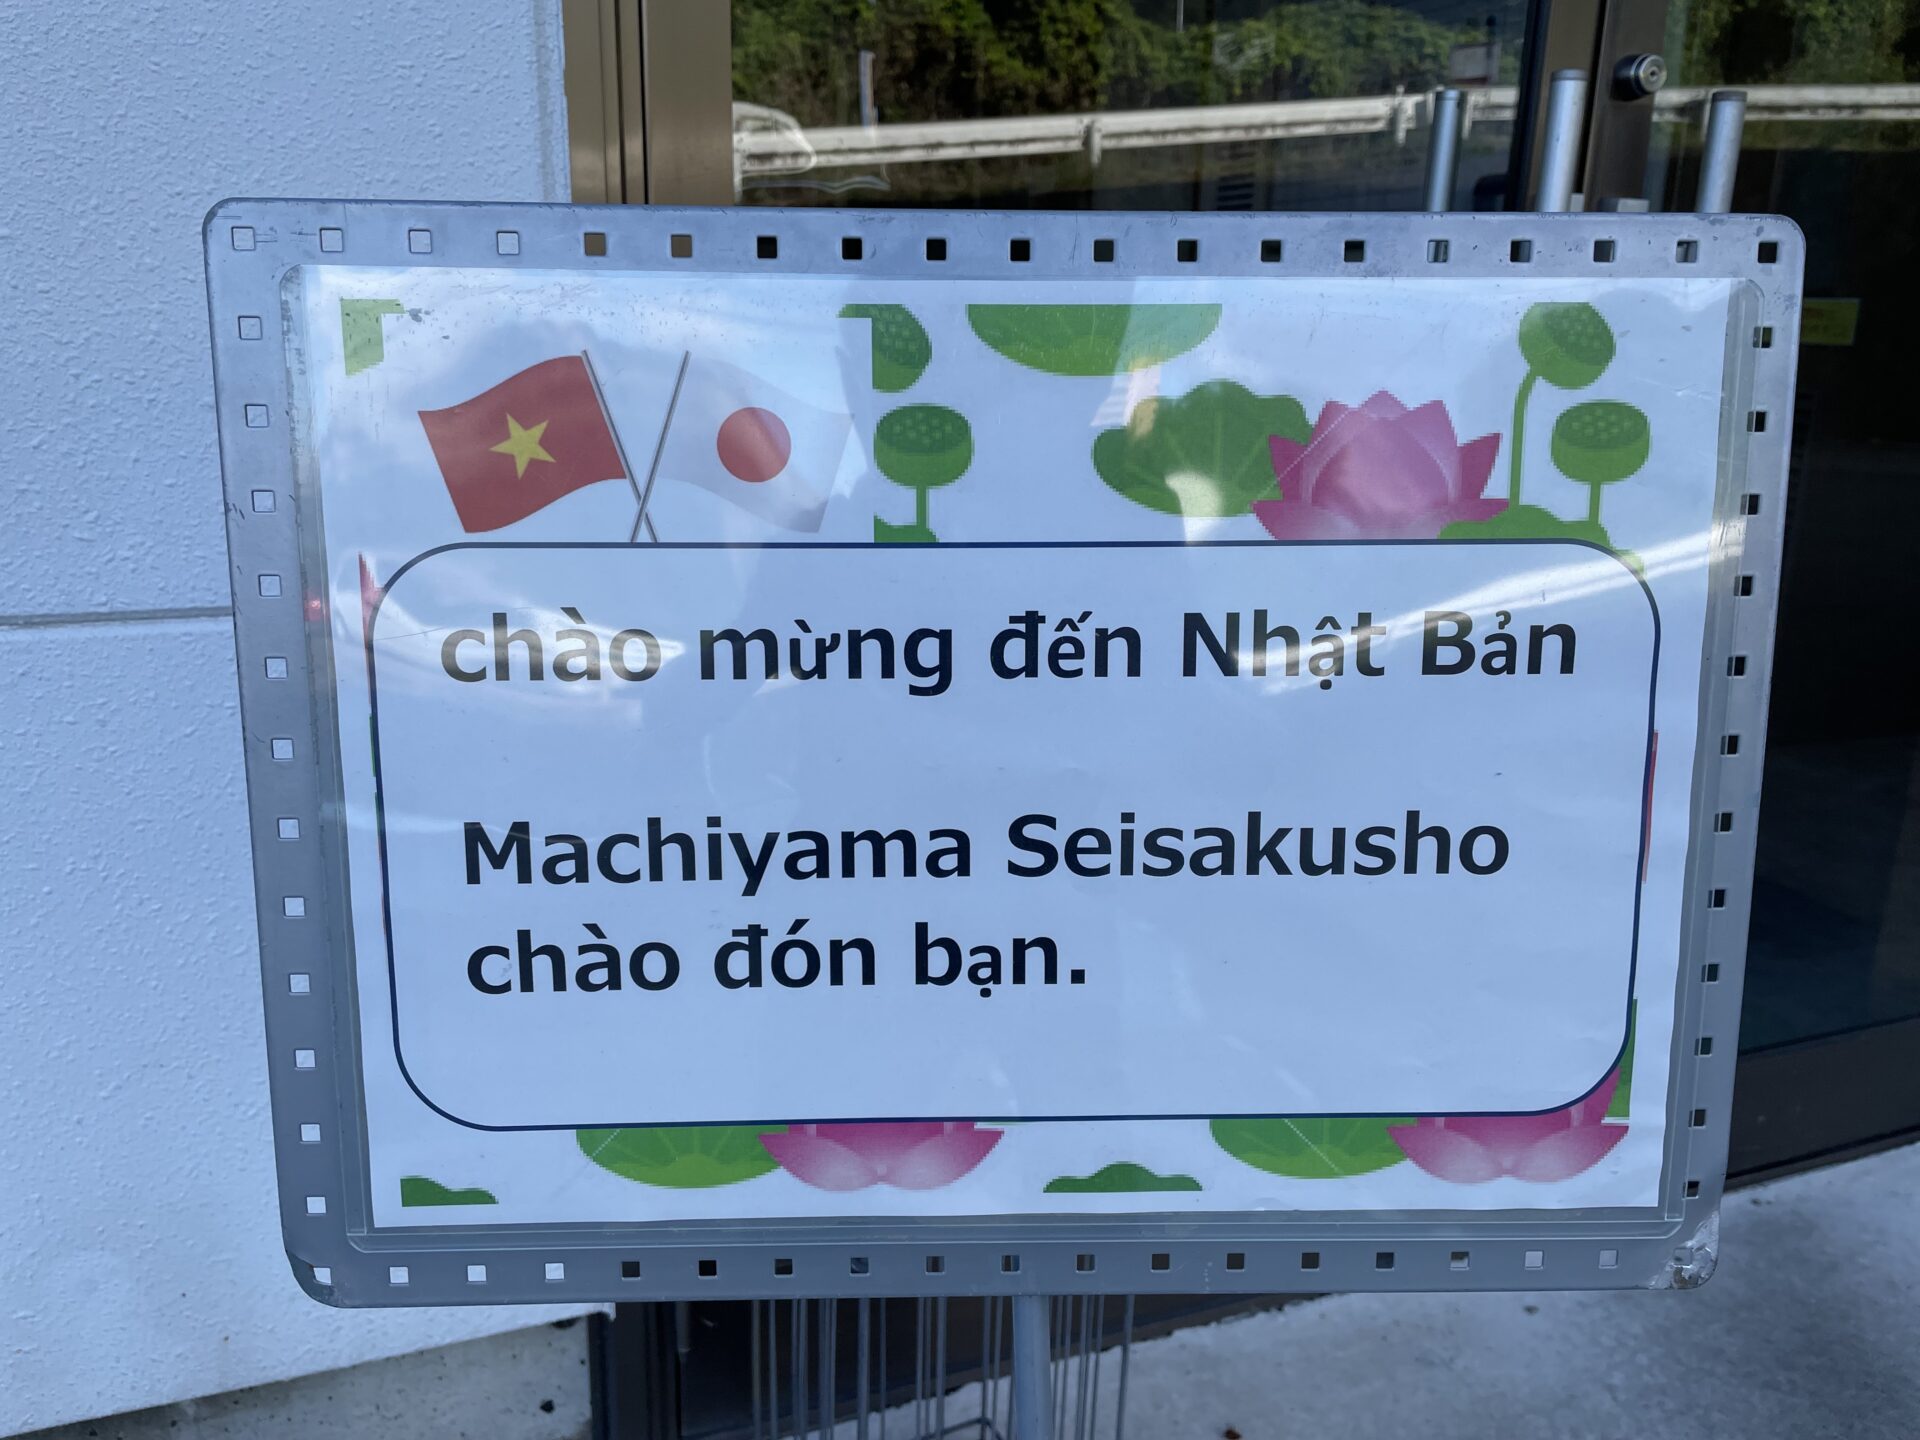 chào mừng đến Nhật Bản
Machiyama Seisakusho
chào đón bạn.